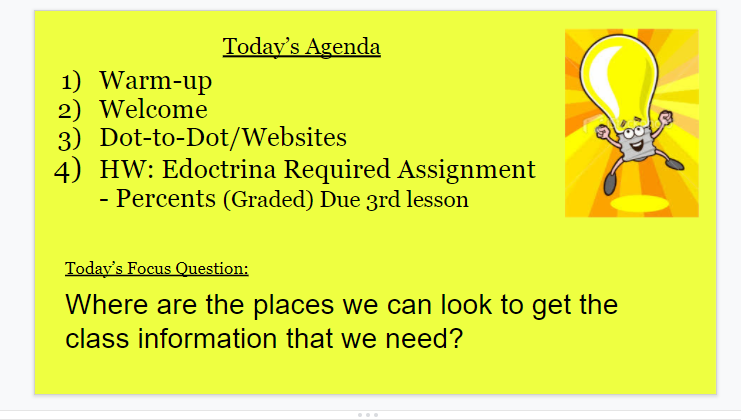 Today’s Agenda
1) Warm-up
2) Welcome
3) Dot-to-Dot/Websites
4) HW: Edoctrina Required Assignment
- Percents (Graded) Due 3rd lesson
Today’s Focus Question:
Where are the places we can look to get the
class information that we need?